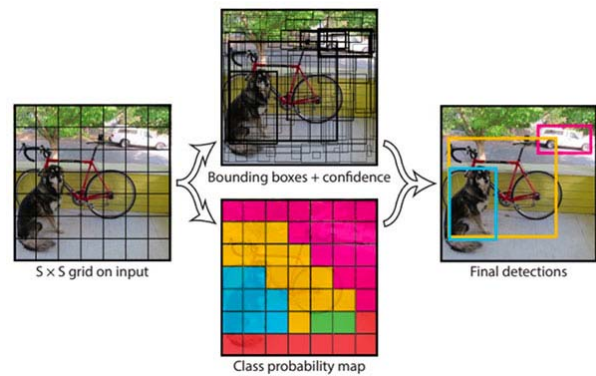 Bounding boxes + confidence
S × S grid on input
Final detections
Class probability map